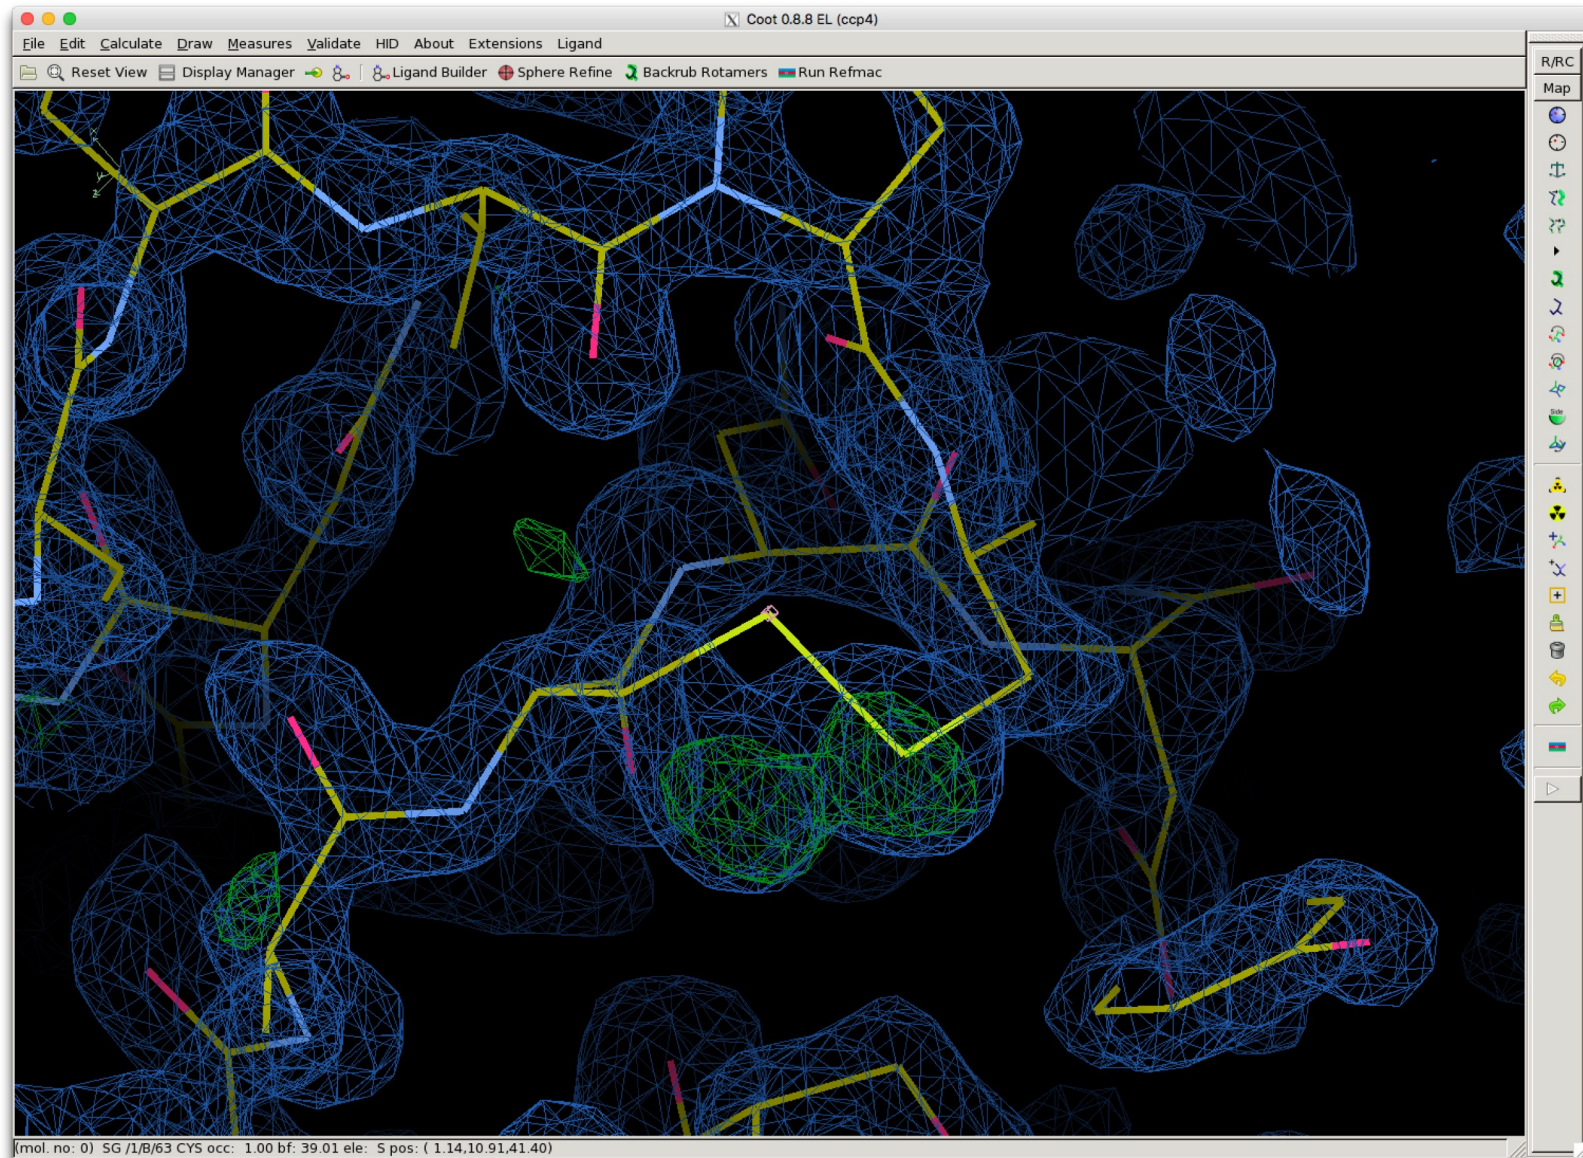 X Coot 0.8.8 EL (ccp4)
File Edit Calculate Draw Measures Validate HID About Extensions Ligand
R/RC
Reset View Display Manager Ligand Builder Sphere Refine Backrub Rotamers Run Refmac
Map
Side
(mol. no: 0) SG /1/B/63 CYS occ: 1.00 bf: 39.01 ele: S pos: ( 1.14,10.91,41.40)